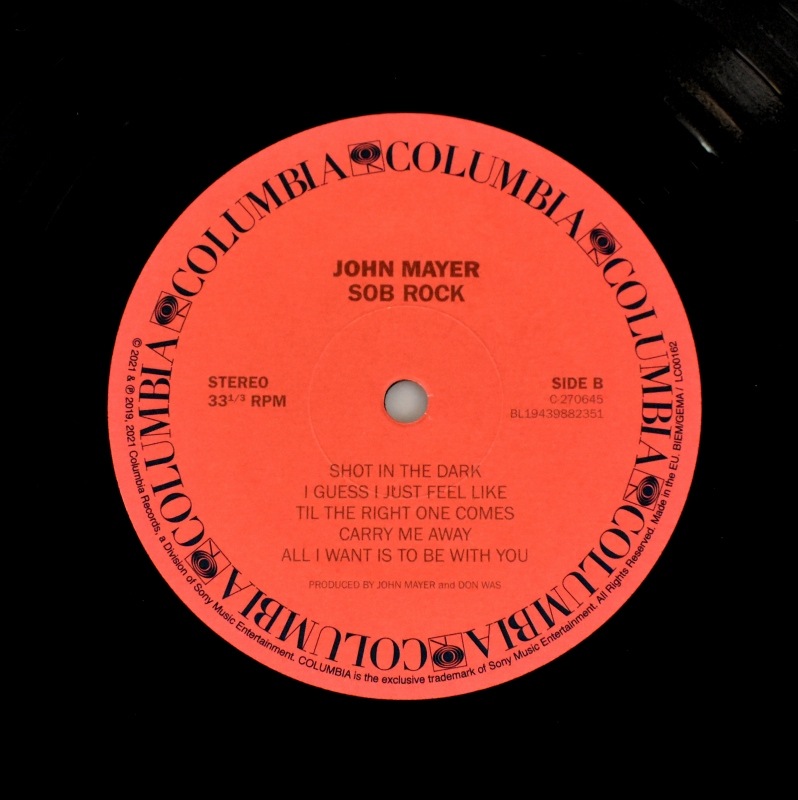 COLUMBIA COLUMBIA COLUMBIA COLUMBIA COLUMBIA COLUMBIA
JOHN MAYER
SOB ROCK
STEREO
33 1/3 RPM
SIDE B
C 270645
BL19439882351
SHOT IN THE DARK
I GUESS I JUST FEEL LIKE
TIL THE RIGHT ONE COMES
CARRY ME AWAY
ALL I WANT IS TO BE WITH YOU
PRODUCED BY JOHN MAYER and DON WAS
© 2021 & ℗ 2019, 2021 Columbia Records, a Division of Sony Music Entertainment. COLUMBIA is the exclusive trademark of Sony Music Entertainment. All Rights Reserved. Made in the EU. BIEM/GEMA / LC00162